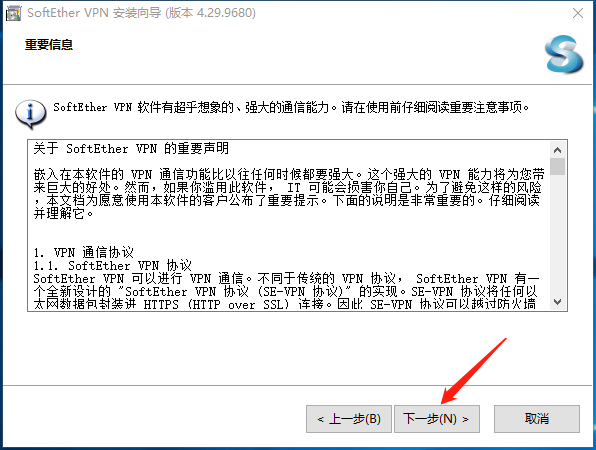 SoftEther VPN 安装向导 (版本 4.29.9680)
重要信息
SoftEther VPN 软件有超乎想象的、强大的通信能力。请在使用前仔细阅读重要注意事项。
关于 SoftEther VPN 的重要声明
嵌入在本软件的 VPN 通信功能比以往任何时候都要强大。这个强大的 VPN 能力将为您带
来巨大的好处。然而，如果你滥用此软件， IT 可能会损害你自己。为了避免这样的风险
，本文档为愿意使用本软件的客户公布了重要提示。下面的说明是非常重要的。仔细阅读
并理解它。
1. VPN 通信协议
1.1. SoftEther VPN 协议
SoftEther VPN 可以进行 VPN 通信。不同于传统的 VPN 协议， SoftEther VPN 有一
个全新设计的 "SoftEther VPN 协议 (SE-VPN 协议)" 的实现。SE-VPN 协议将任何以
太网数据包封装进 HTTPS (HTTP over SSL) 连接。因此 SE-VPN 协议可以越过防火墙
< 上一步(B)
下一步(N) >
取消